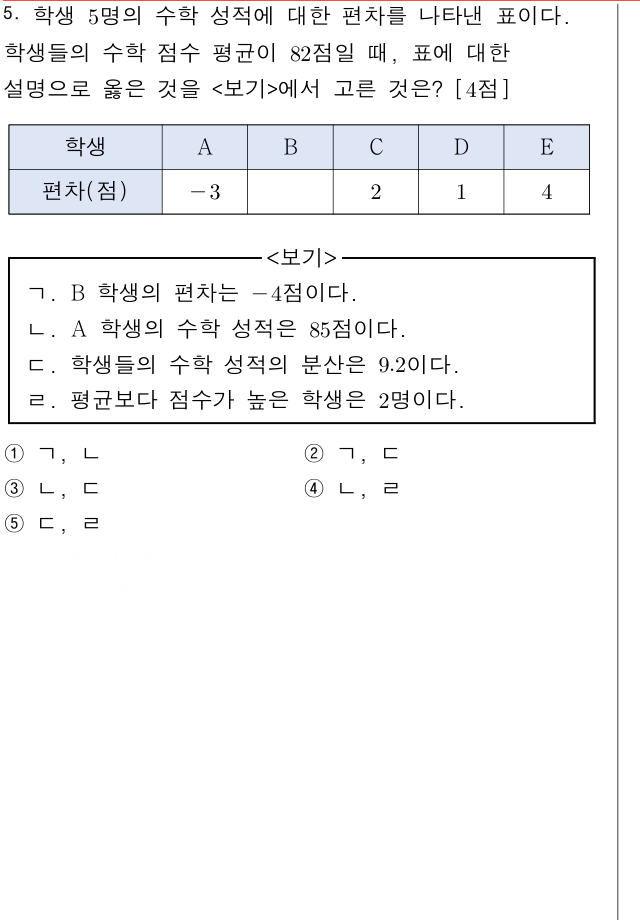 5. 학생 5명의 수학 성적에 대한 편차를 나타낸 표이다.
학생들의 수학 점수 평균이 82점일 때, 표에 대한
설명으로 옳은 것을 <보기>에서 고른 것은? [4점]
학생 A B C D E
편차(점) −3 2 1 4
<보기>
ㄱ. B 학생의 편차는 −4점이다.
ㄴ. A 학생의 수학 성적은 85점이다.
ㄷ. 학생들의 수학 성적의 분산은 9.2이다.
ㄹ. 평균보다 점수가 높은 학생은 2명이다.
① ㄱ, ㄴ ② ㄱ, ㄷ
③ ㄴ, ㄷ ④ ㄴ, ㄹ
⑤ ㄷ, ㄹ